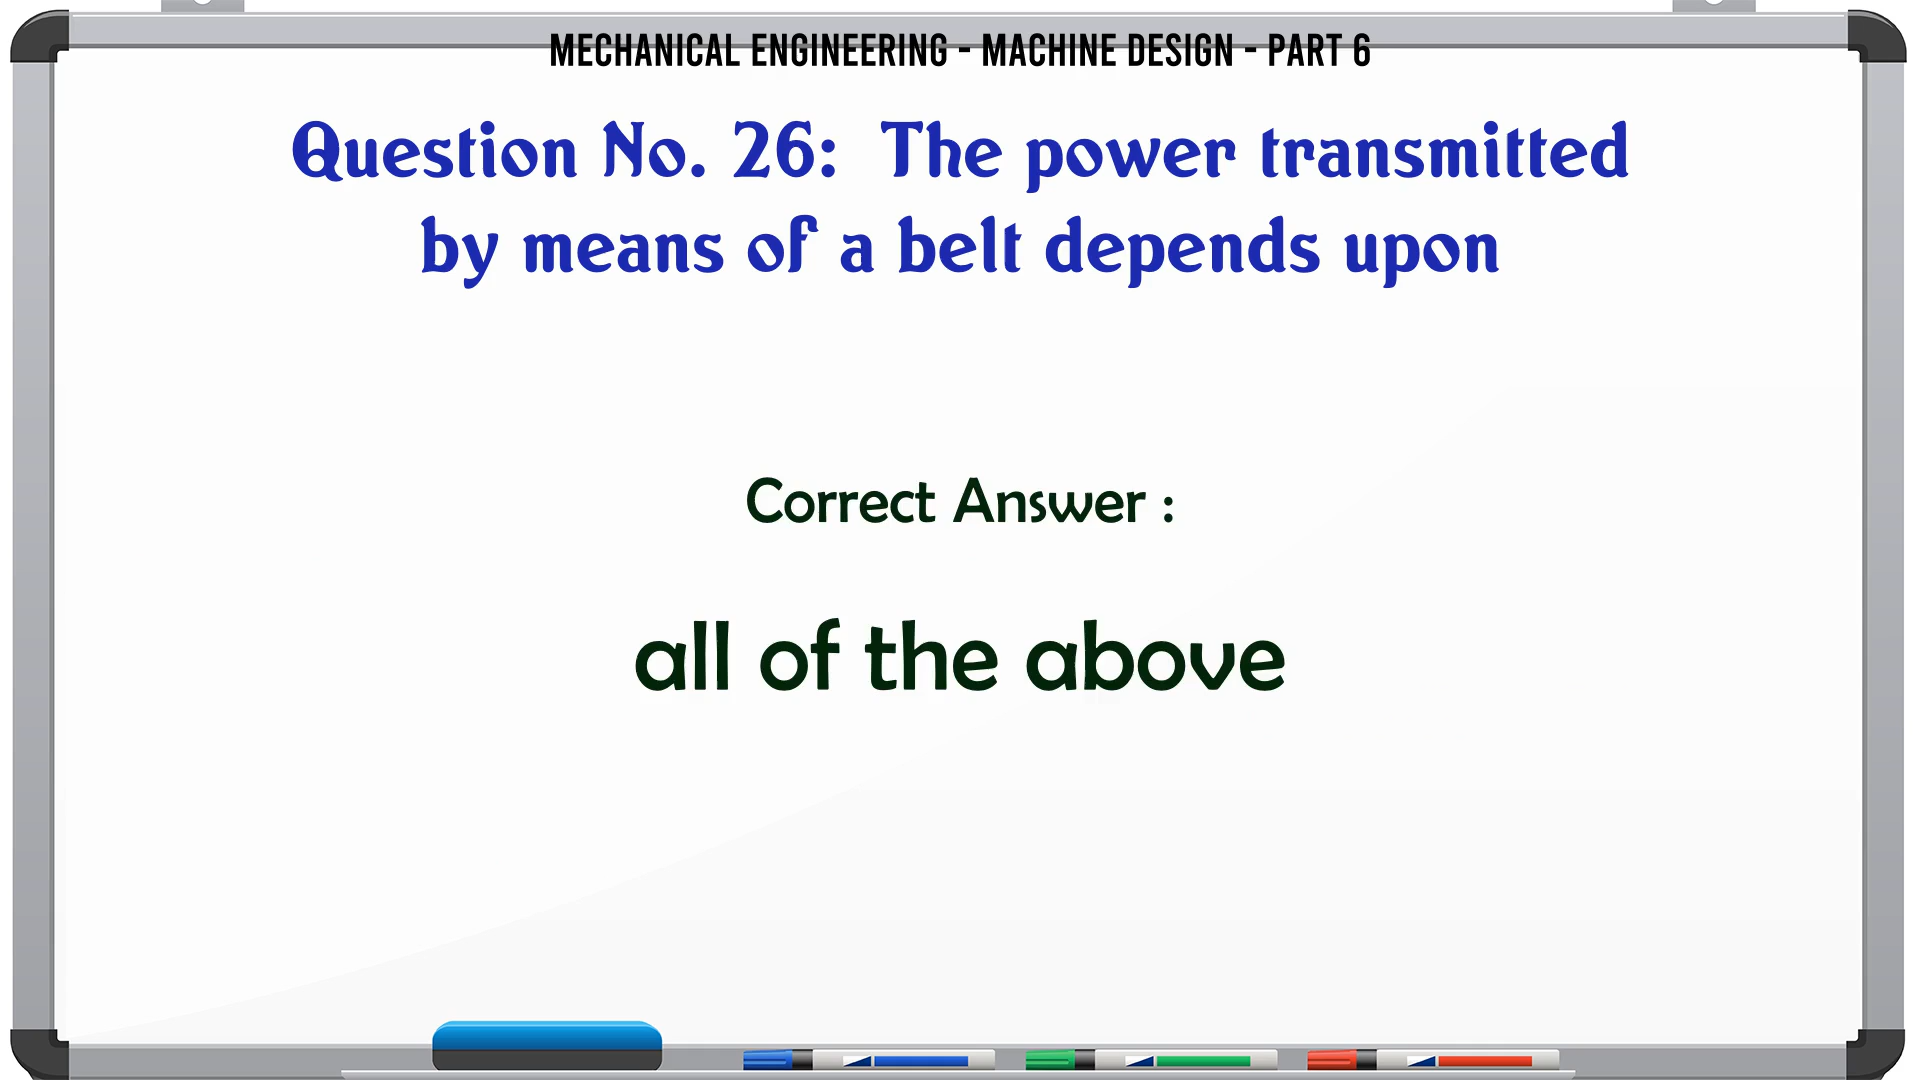 MECHANICAL ENGINEERING - MACHINE DESIGN - PART 6
Question No. 26: The power transmitted
by means of a belt depends upon
Correct Answer :
all of the above